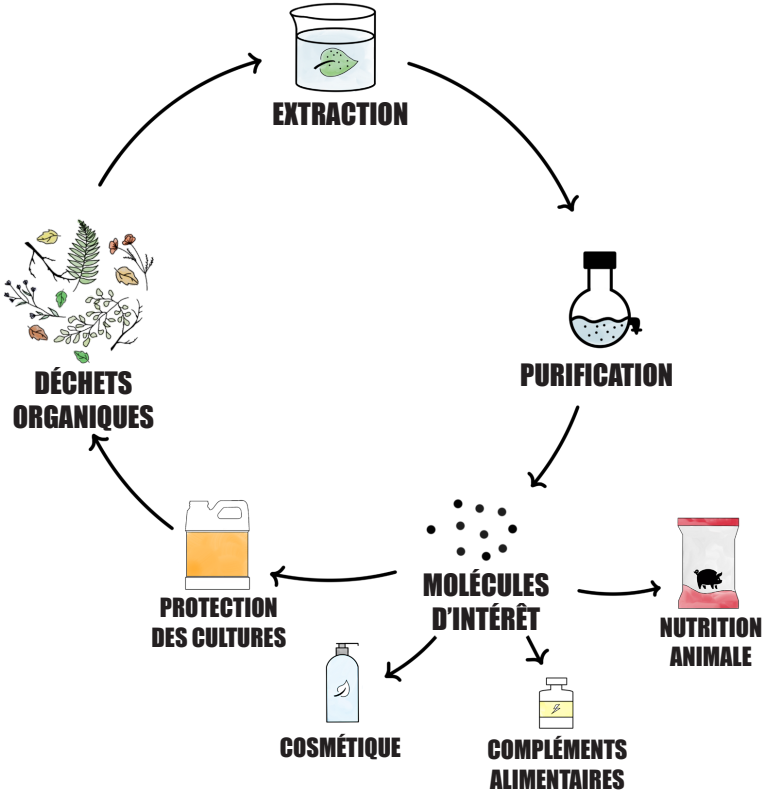 EXTRACTION
PURIFICATION
DÉCHETS
ORGANIQUES
MOLÉCULES
D'INTÉRÊT
PROTECTION
DES CULTURES
NUTRITION
ANIMALE
COSMÉTIQUE
COMPLÉMENTS
ALIMENTAIRES